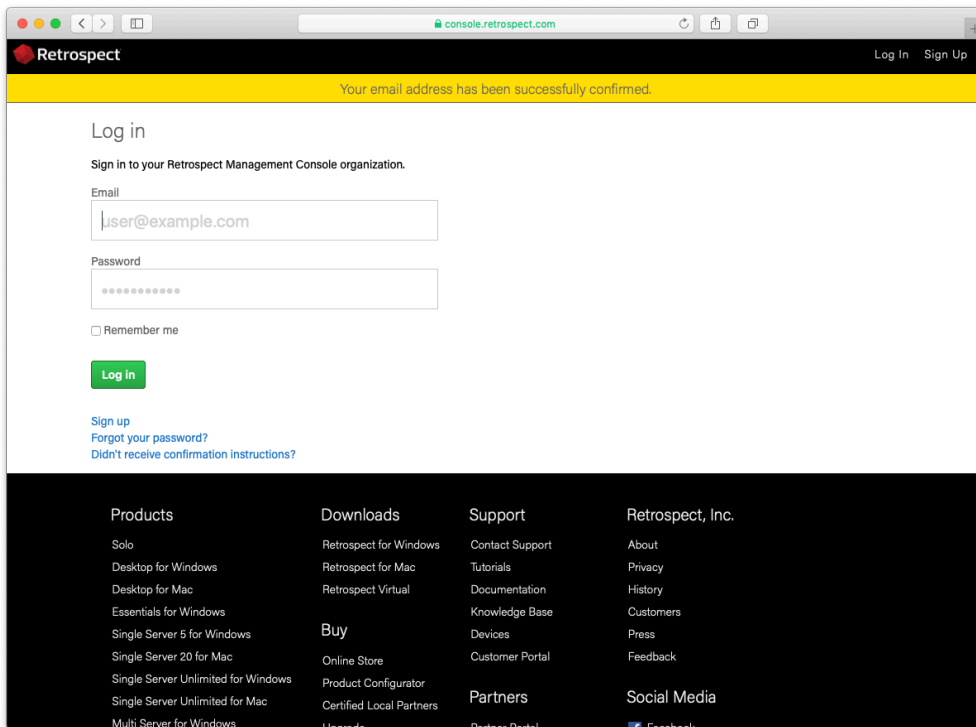 console.retrospect.com
Retrospect
Log In Sign Up
Your email address has been successfully confirmed.
Log in
Sign in to your Retrospect Management Console organization.
Email
user@example.com
Password
Remember me
Log in
Sign up
Forgot your password?
Didn't receive confirmation instructions?
Products
Solo
Desktop for Windows
Desktop for Mac
Essentials for Windows
Single Server 5 for Windows
Single Server 20 for Mac
Single Server Unlimited for Windows
Single Server Unlimited for Mac
Multi Server for Windows
Downloads
Retrospect for Windows
Retrospect for Mac
Retrospect Virtual
Buy
Online Store
Product Configurator
Certified Local Partners
Upgrade
Support
Contact Support
Tutorials
Documentation
Knowledge Base
Devices
Customer Portal
Partners
Partner Portal
Retrospect, Inc.
About
Privacy
History
Customers
Press
Feedback
Social Media
Facebook